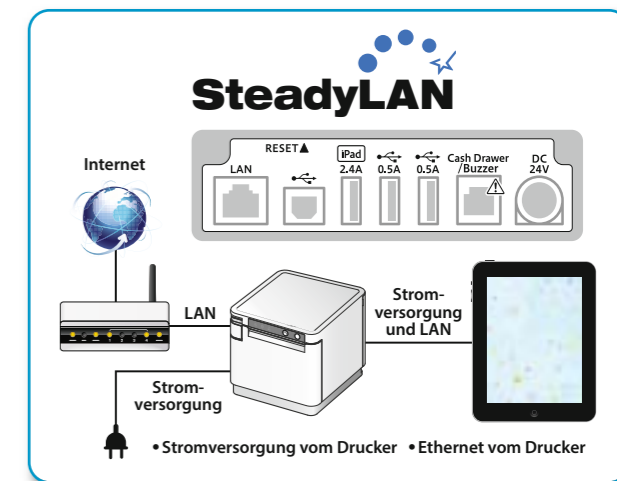 SteadyLAN
RESET▲
LAN
iPad
2.4A
0.5A
0.5A
Cash Drawer
/Buzzer
DC
24V
Internet
LAN
Strom-
versorgung
und LAN
Strom-
versorgung
• Stromversorgung vom Drucker • Ethernet vom Drucker